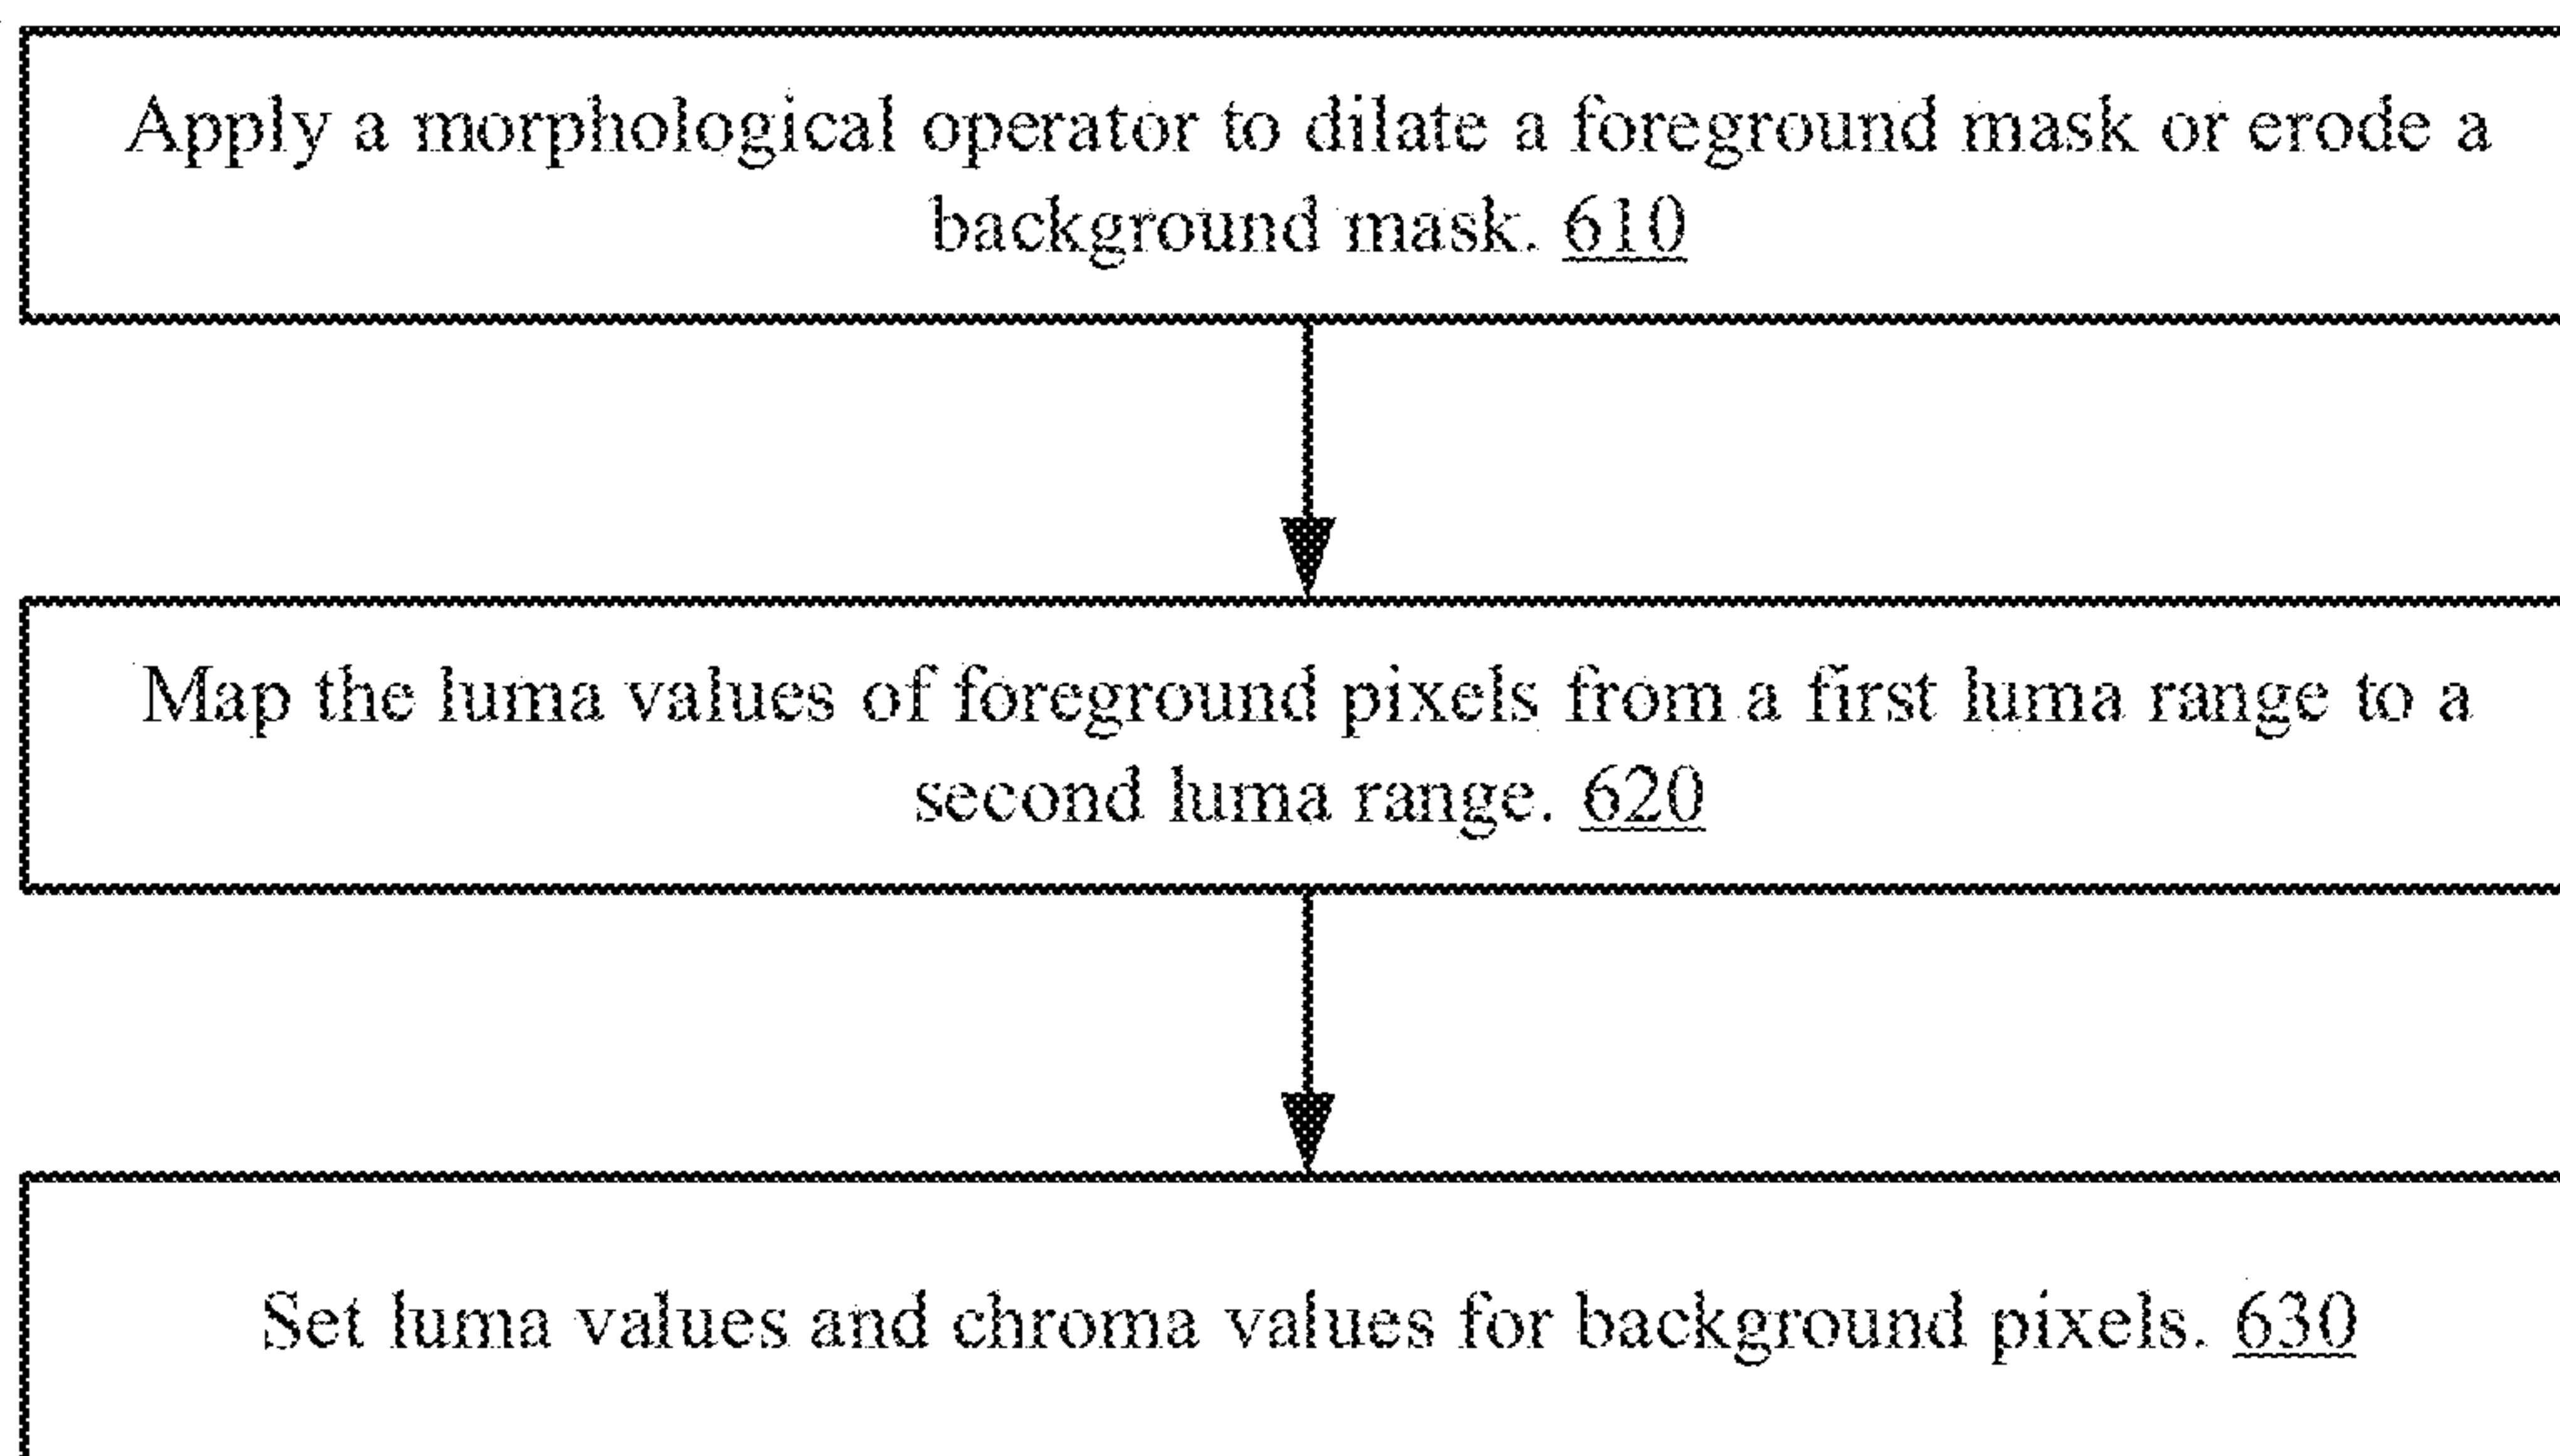 Apply a morphological operator to dilate a foreground mask or erode a
background mask. 610
Map the luma values of foreground pixels from a first luma range to a
second luma range. 620
Set luma values and chroma values for background pixels. 630